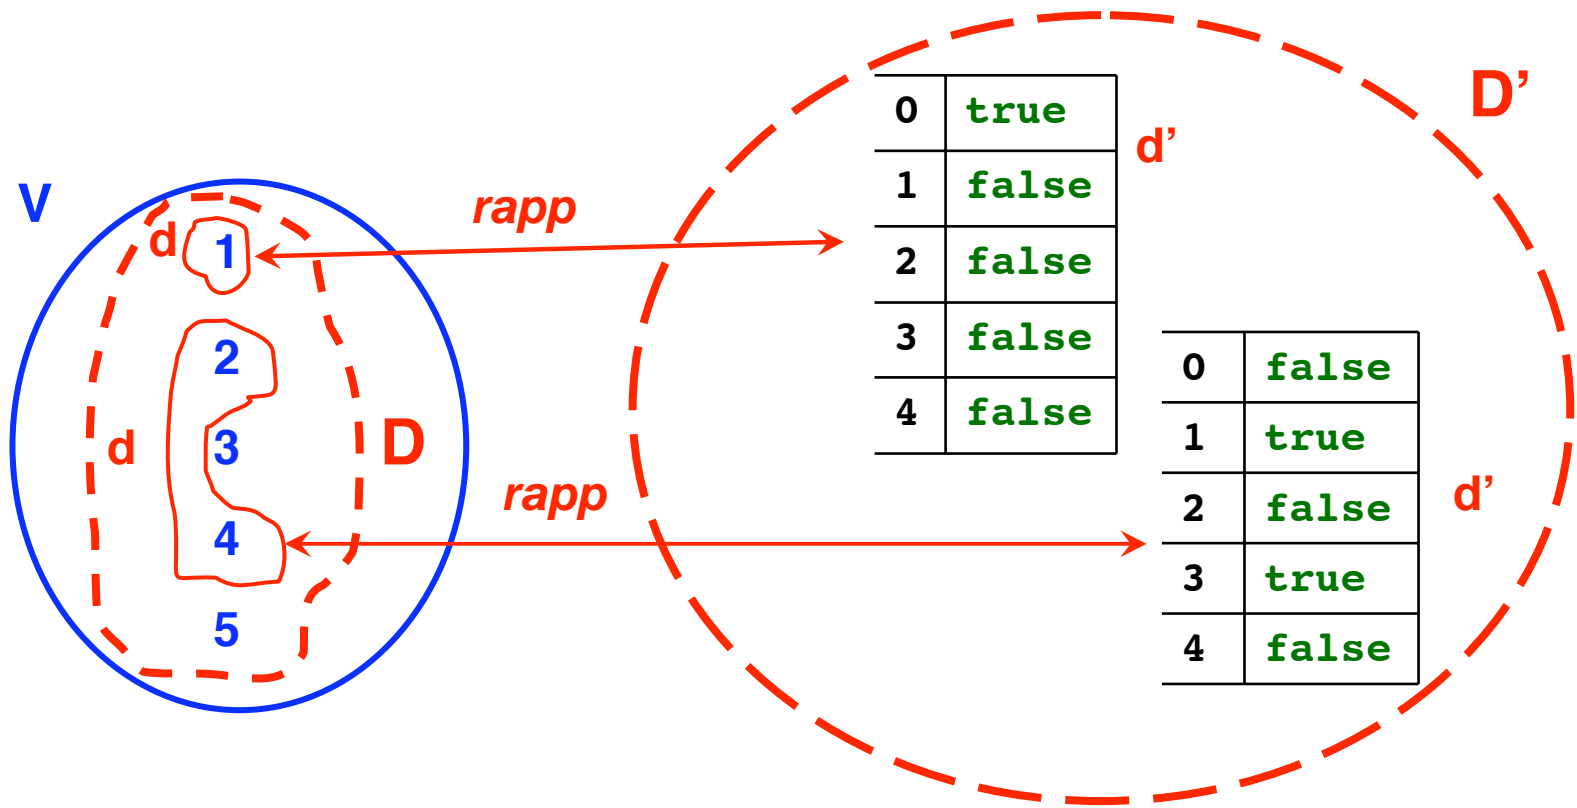 V
d
1
2
d
3
D
4
5
rapp
rapp
D’
0 true
1 false
2 false
3 false
4 false
d’
0 false
1 true
2 false
3 true
4 false
d’